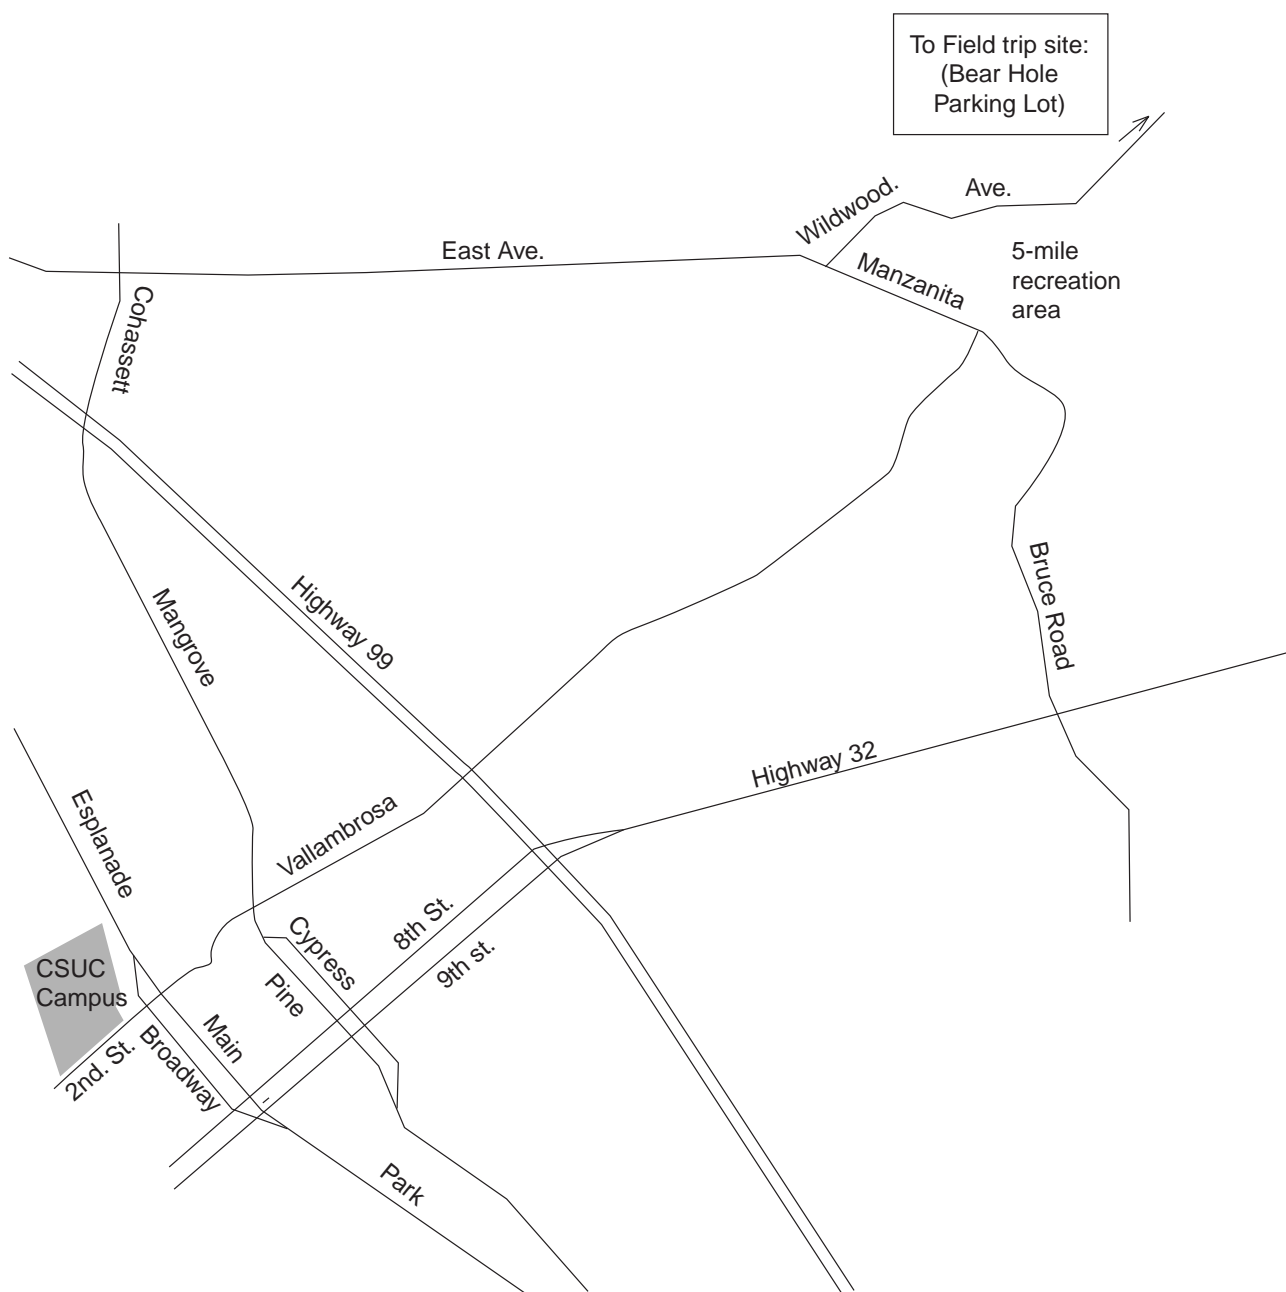 To Field trip site:
(Bear Hole
Parking Lot)
Wildwood.
Ave.
East Ave.
Manzanita
5-mile
recreation
area
Cohassett
Highway 99
Mangrove
Bruce Road
Highway 32
Esplanade
Vallambrosa
8th St.
9th st.
Cypress
Pine
CSUC
Campus
Main
Broadway
2nd. St.
Park